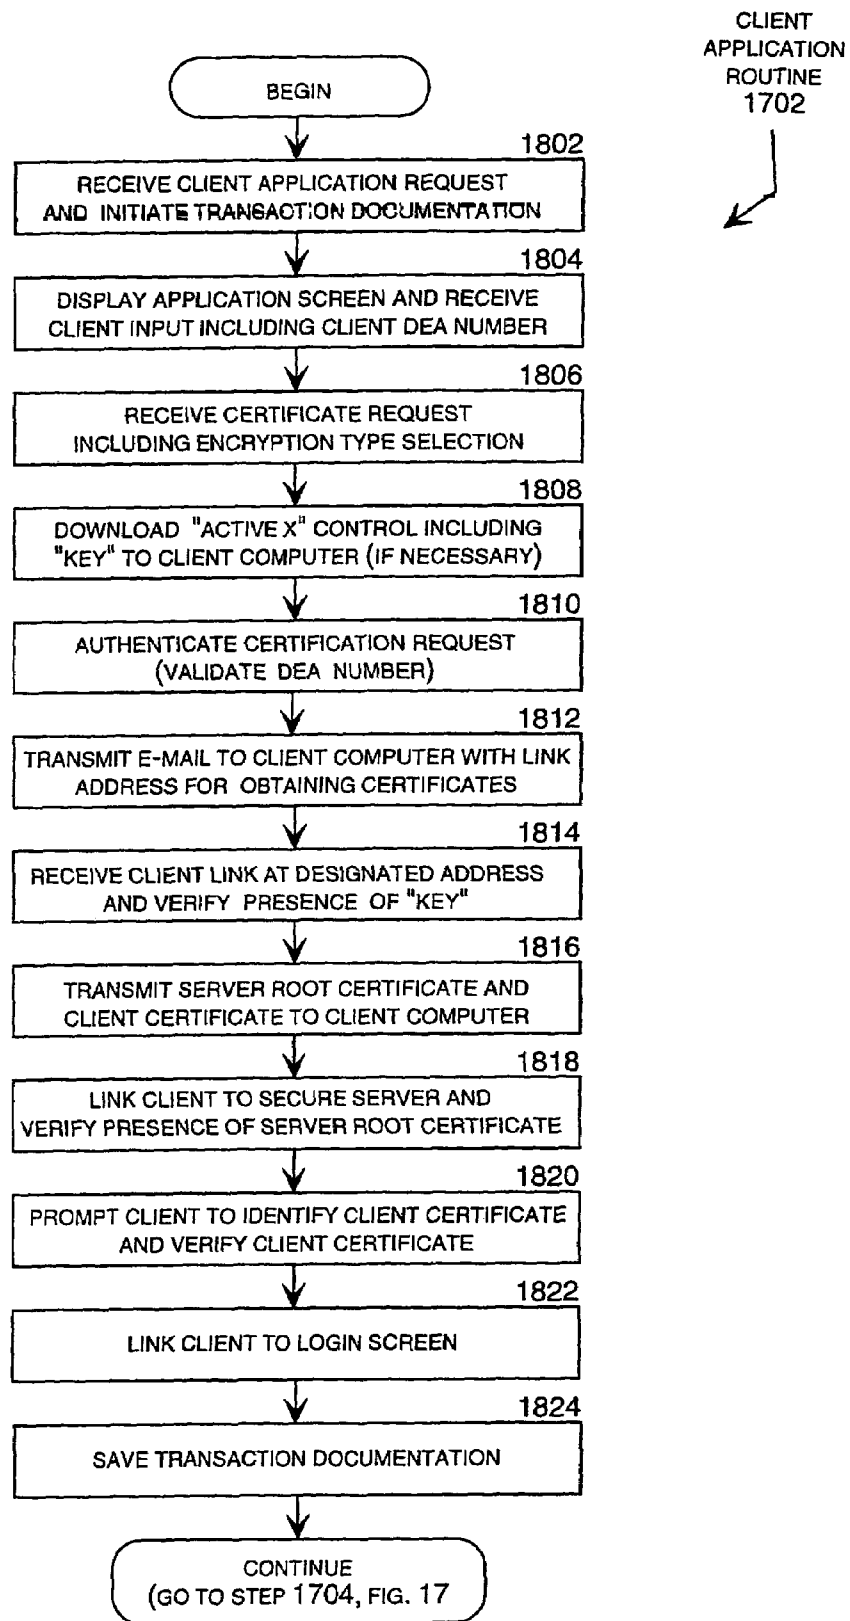 CLIENT
APPLICATION
ROUTINE
1702
BEGIN
1802
RECEIVE CLIENT APPLICATION REQUEST
AND INITIATE TRANSACTION DOCUMENTATION
1804
DISPLAY APPLICATION SCREEN AND RECEIVE
CLIENT INPUT INCLUDING CLIENT DEA NUMBER
1806
RECEIVE CERTIFICATE REQUEST
INCLUDING ENCRYPTION TYPE SELECTION
1808
DOWNLOAD "ACTIVE X" CONTROL INCLUDING
"KEY" TO CLIENT COMPUTER (IF NECESSARY)
1810
AUTHENTICATE CERTIFICATION REQUEST
(VALIDATE DEA NUMBER)
1812
TRANSMIT E-MAIL TO CLIENT COMPUTER WITH LINK
ADDRESS FOR OBTAINING CERTIFICATES
1814
RECEIVE CLIENT LINK AT DESIGNATED ADDRESS
AND VERIFY PRESENCE OF "KEY"
1816
TRANSMIT SERVER ROOT CERTIFICATE AND
CLIENT CERTIFICATE TO CLIENT COMPUTER
1818
LINK CLIENT TO SECURE SERVER AND
VERIFY PRESENCE OF SERVER ROOT CERTIFICATE
1820
PROMPT CLIENT TO IDENTIFY CLIENT CERTIFICATE
AND VERIFY CLIENT CERTIFICATE
1822
LINK CLIENT TO LOGIN SCREEN
1824
SAVE TRANSACTION DOCUMENTATION
CONTINUE
(GO TO STEP 1704, FIG. 17